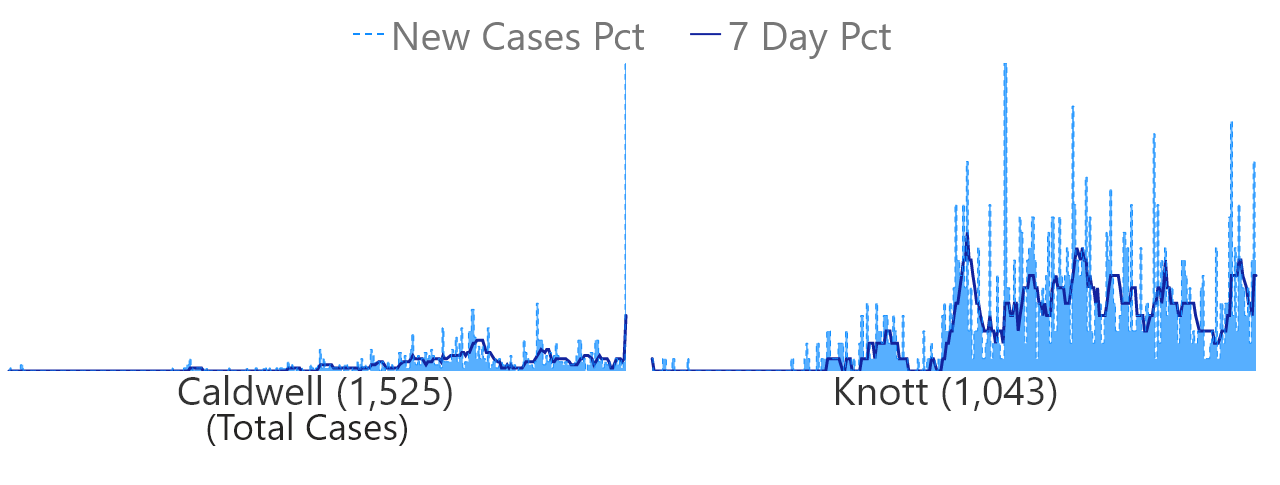 New Cases Pct 7 Day Pct
Caldwell (1,525)
(Total Cases)
Knott (1,043)